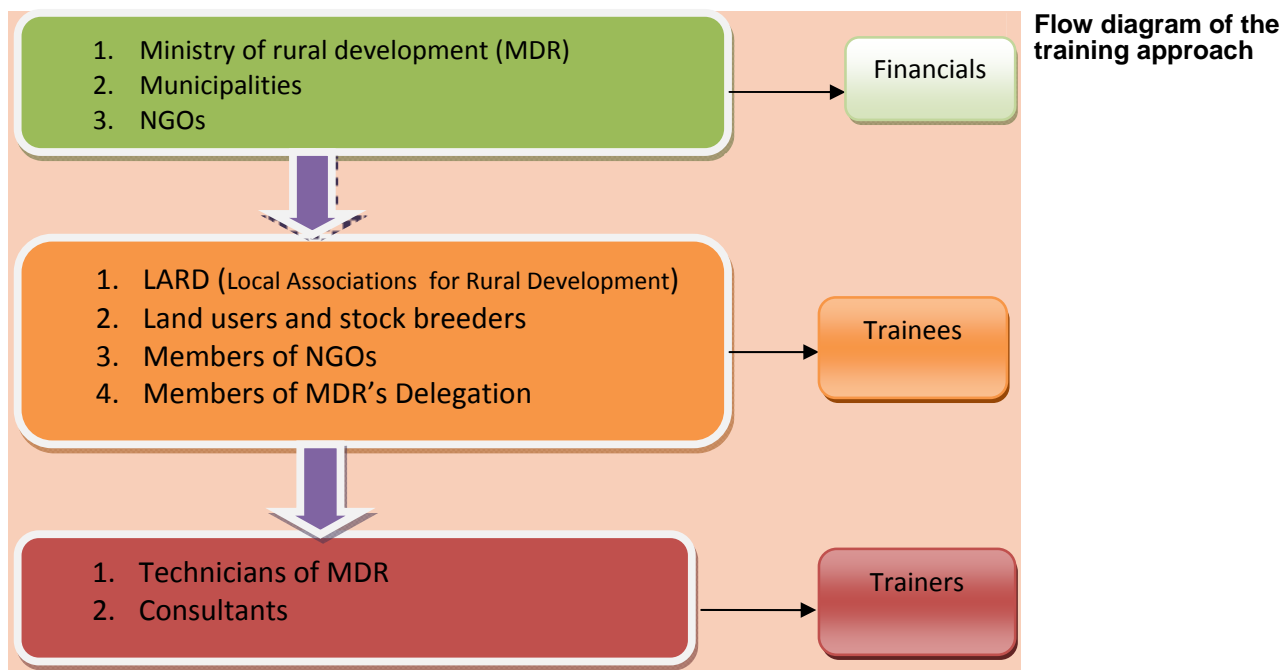 Flow diagram of the
training approach
1. Ministry of rural development (MDR)
2. Municipalities
3. NGOs
Financials
1. LARD (Local Associations for Rural Development)
2. Land users and stock breeders
3. Members of NGOs
4. Members of MDR’s Delegation
Trainees
1. Technicians of MDR
2. Consultants
Trainers